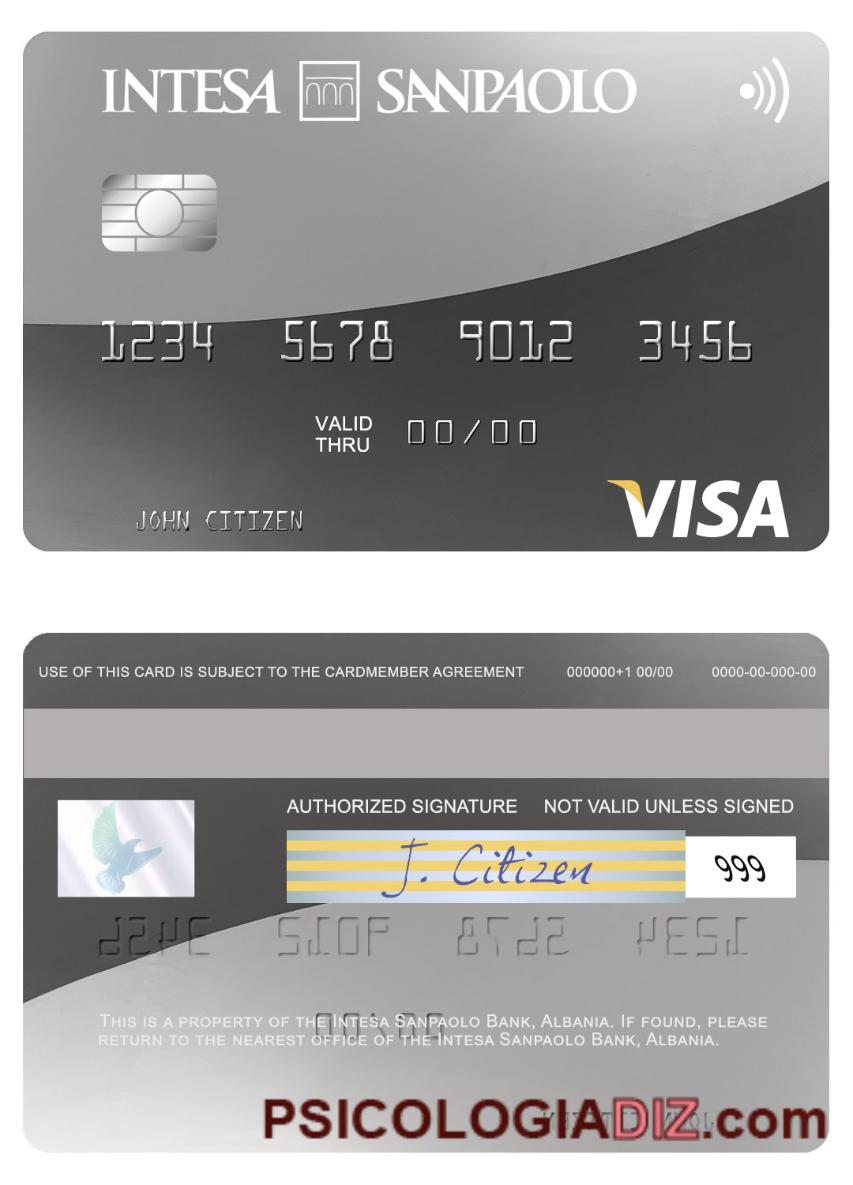 INTESA SANPAOLO
1234 5678 9012 3456
VALID THRU 00/00
JOHN CITIZEN
VISA
USE OF THIS CARD IS SUBJECT TO THE CARDMEMBER AGREEMENT 000000+1 00/00 0000-00-000-00
AUTHORIZED SIGNATURE NOT VALID UNLESS SIGNED
J. Citizen 999
THIS IS A PROPERTY OF THE INTESA SANPAOLO BANK, ALBANIA. IF FOUND, PLEASE
RETURN TO THE NEAREST OFFICE OF THE INTESA SANPAOLO BANK, ALBANIA.
PSICOLOGIADIZ.com